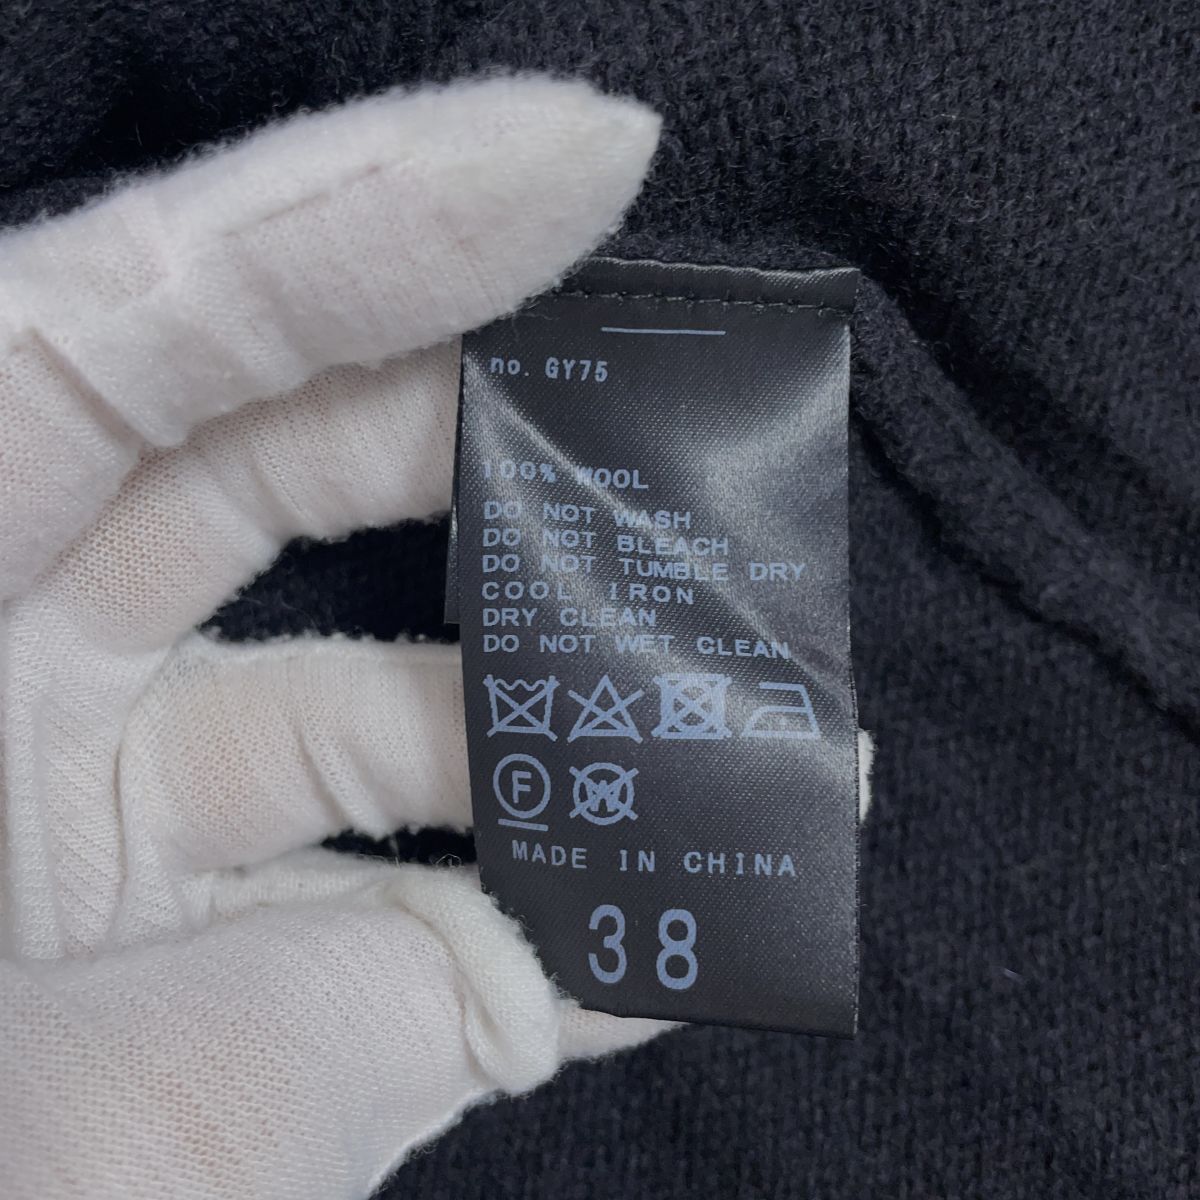 no. GY75
100% WOOL
DO NOT WASH
DO NOT BLEACH
DO NOT TUMBLE DRY
COOL IRON
DRY CLEAN
DO NOT WET CLEAN
F W
MADE IN CHINA
38